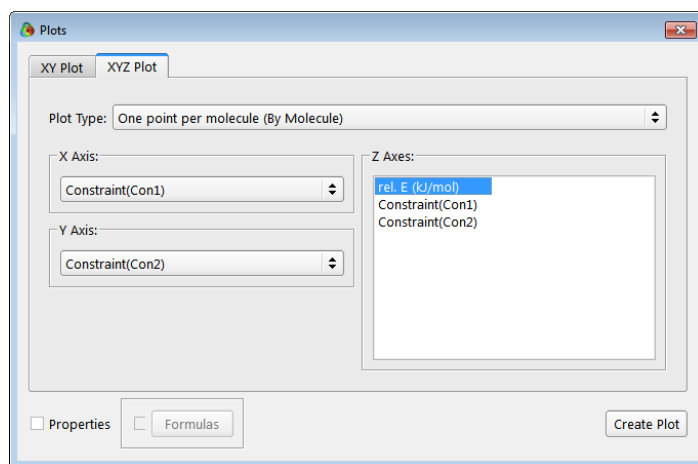 Plots
XY Plot
XYZ Plot
Plot Type: One point per molecule (By Molecule)
X Axis:
Constraint(Con1)
Y Axis:
Constraint(Con2)
Z Axes:
rel. E (kJ/mol)
Constraint(Con1)
Constraint(Con2)
Properties
Formulas
Create Plot